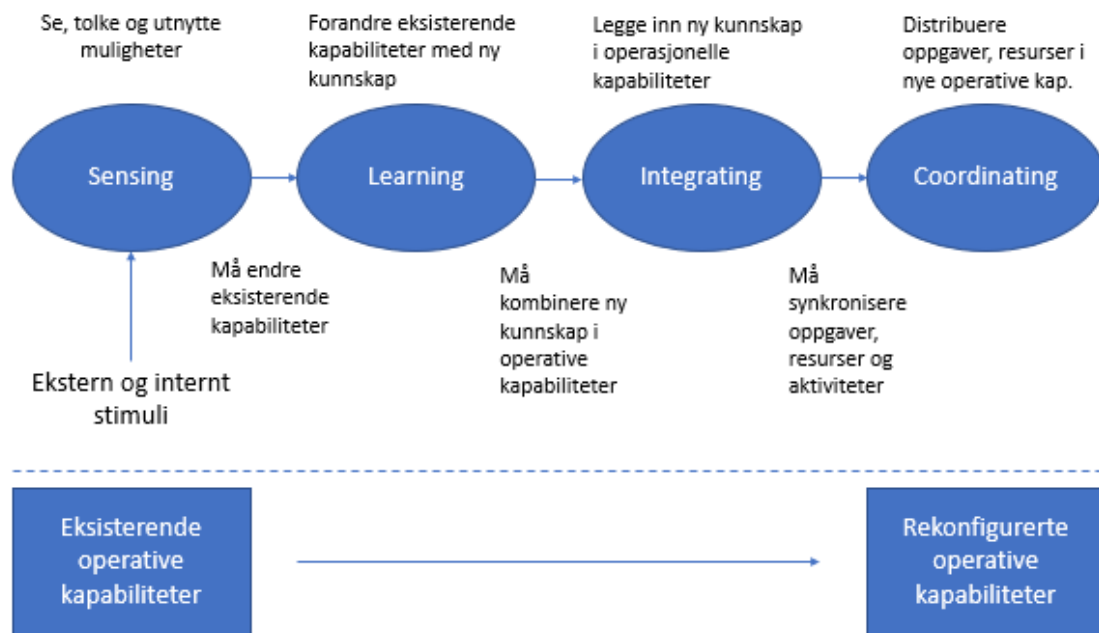 Se, tolke og utnytte
muligheter
Forandre eksisterende
kapabiliteter med ny
kunnskap
Legge inn ny kunnskap
i operasjonelle
kapabiliteter
Distribuere
oppgaver, resurser i
nye operative kap.
Sensing
Learning
Integrating
Coordinating
Må endre
eksisterende
kapabiliteter
Må
kombinere ny
kunnskap i
operative
kapabiliteter
Må
synkronisere
oppgaver,
resurser og
aktiviteter
Ekstern og internt
stimuli
Eksisterende
operative
kapabiliteter
Rekonfigurerte
operative
kapabiliteter